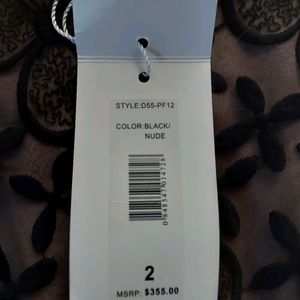 STYLE:D55-PF12
COLOR:BLACK/
NUDE
2
MSRP: $355.00